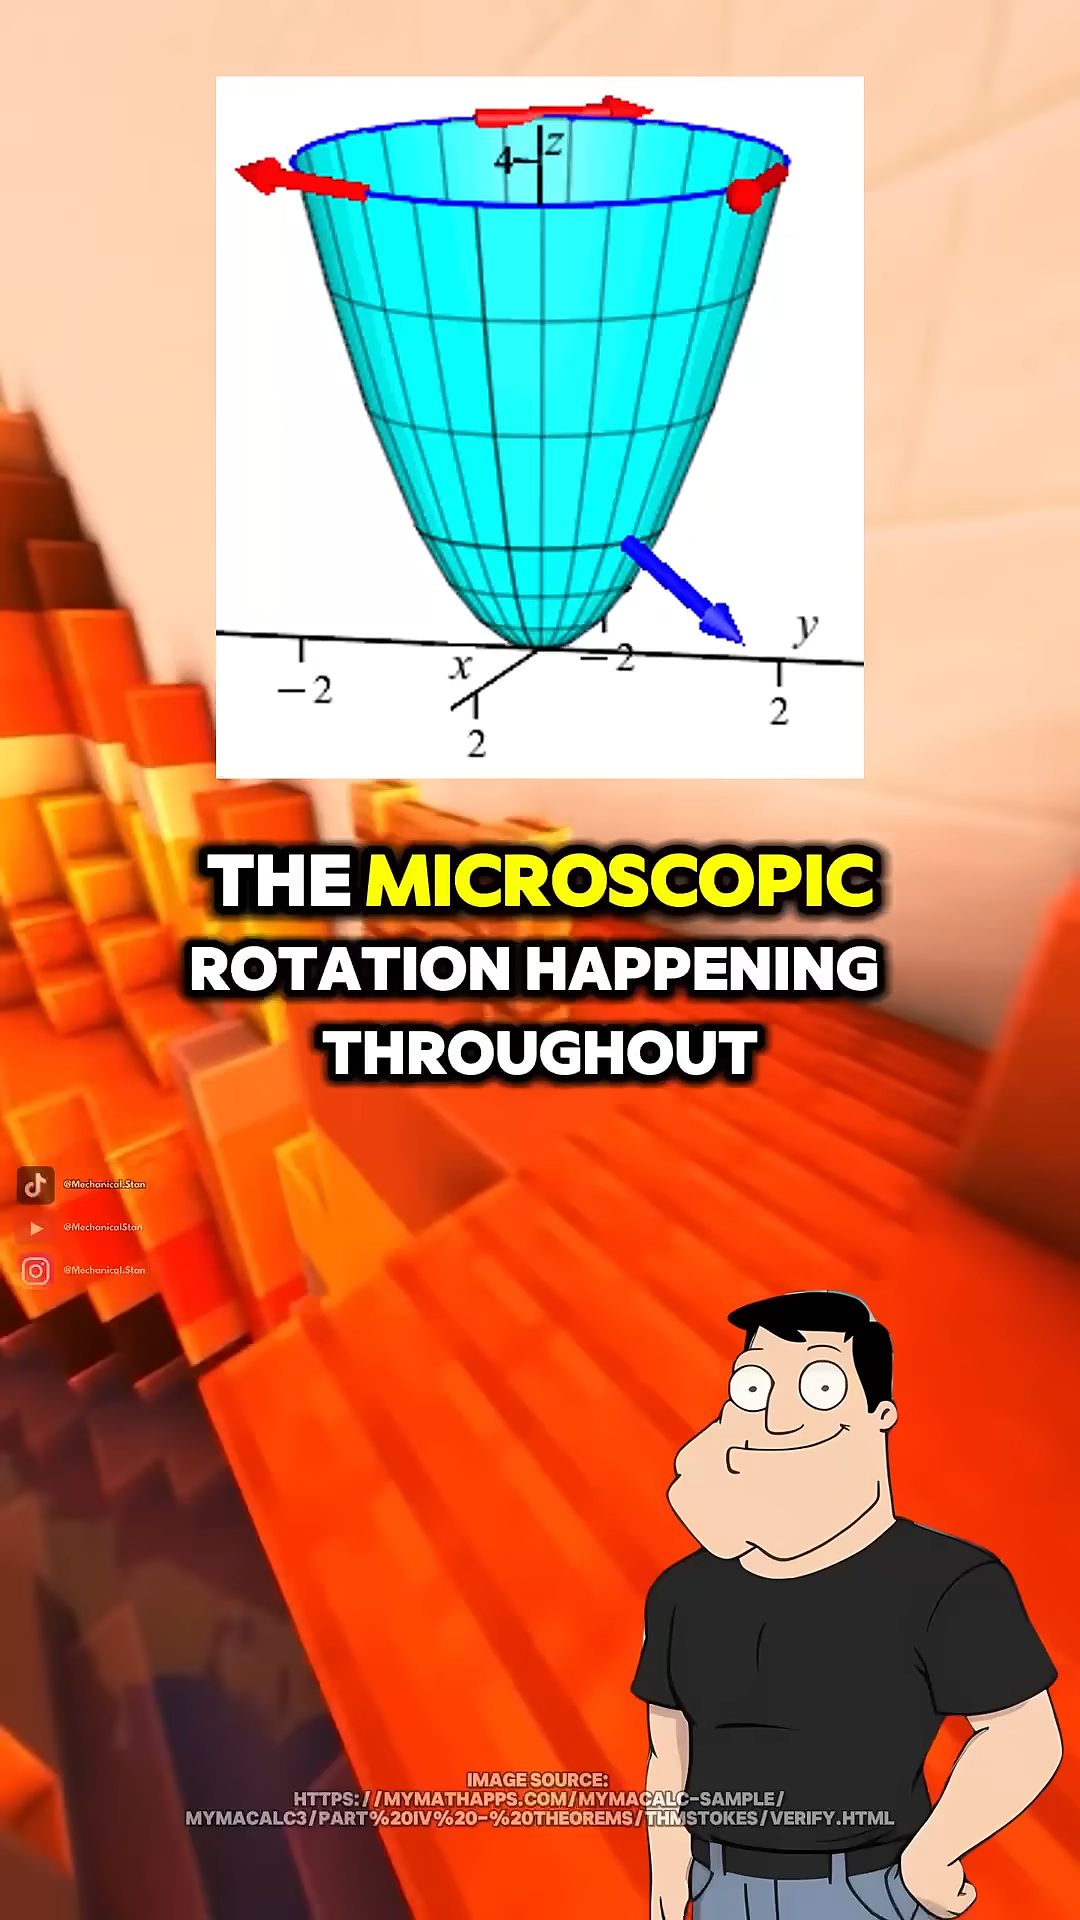 z
4
y
x
−2
−2
2
2
THE MICROSCOPIC
ROTATION HAPPENING
THROUGHOUT
@Mechanical.Stan
@MechanicalStan
@Mechanical.Stan
IMAGE SOURCE:
HTTPS://MYMATHAPPS.COM/MYMACALC-SAMPLE/
MYMACALC3/PART%20IV%20-%20THEOREMS/THMSTOKES/VERIFY.HTML